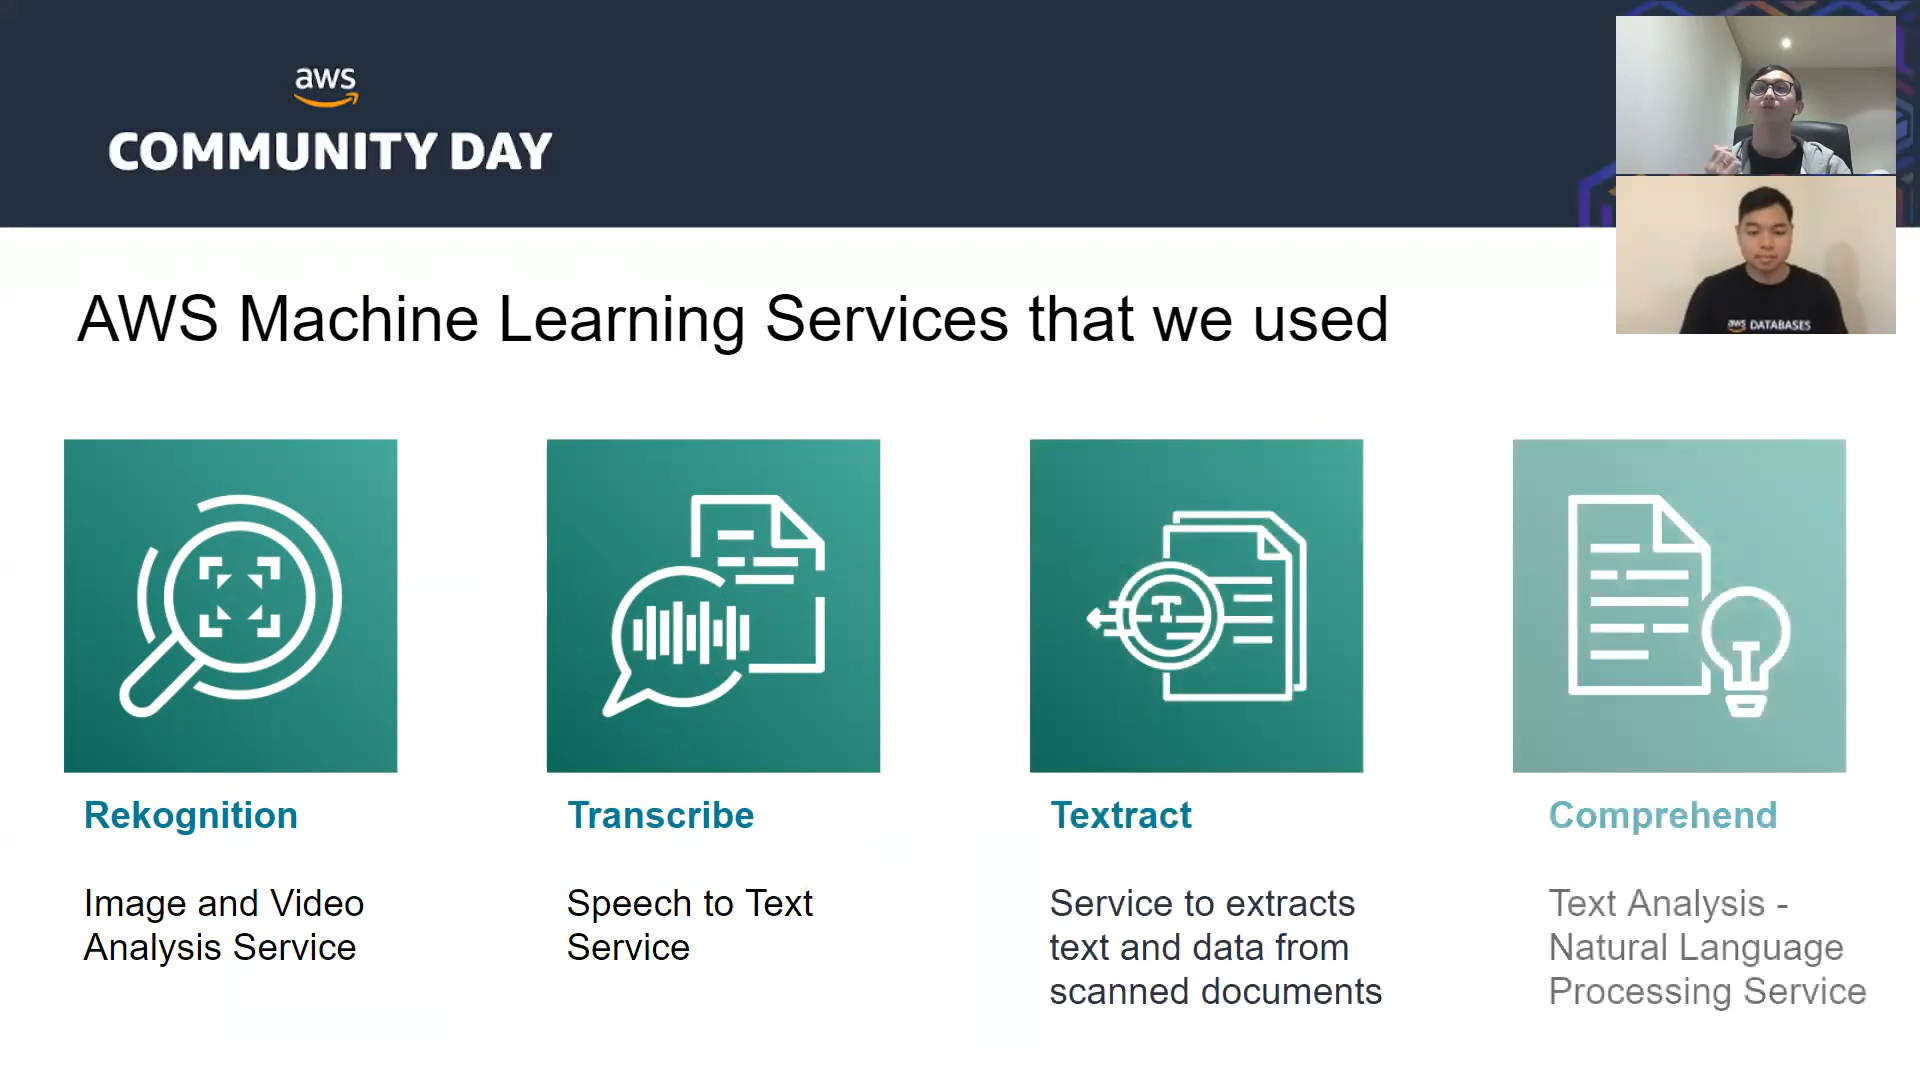 aws
COMMUNITY DAY
aws DATABASES
AWS Machine Learning Services that we used
T
T
Rekognition
Image and Video
Analysis Service
Transcribe
Speech to Text
Service
Textract
Service to extracts
text and data from
scanned documents
Comprehend
Text Analysis -
Natural Language
Processing Service